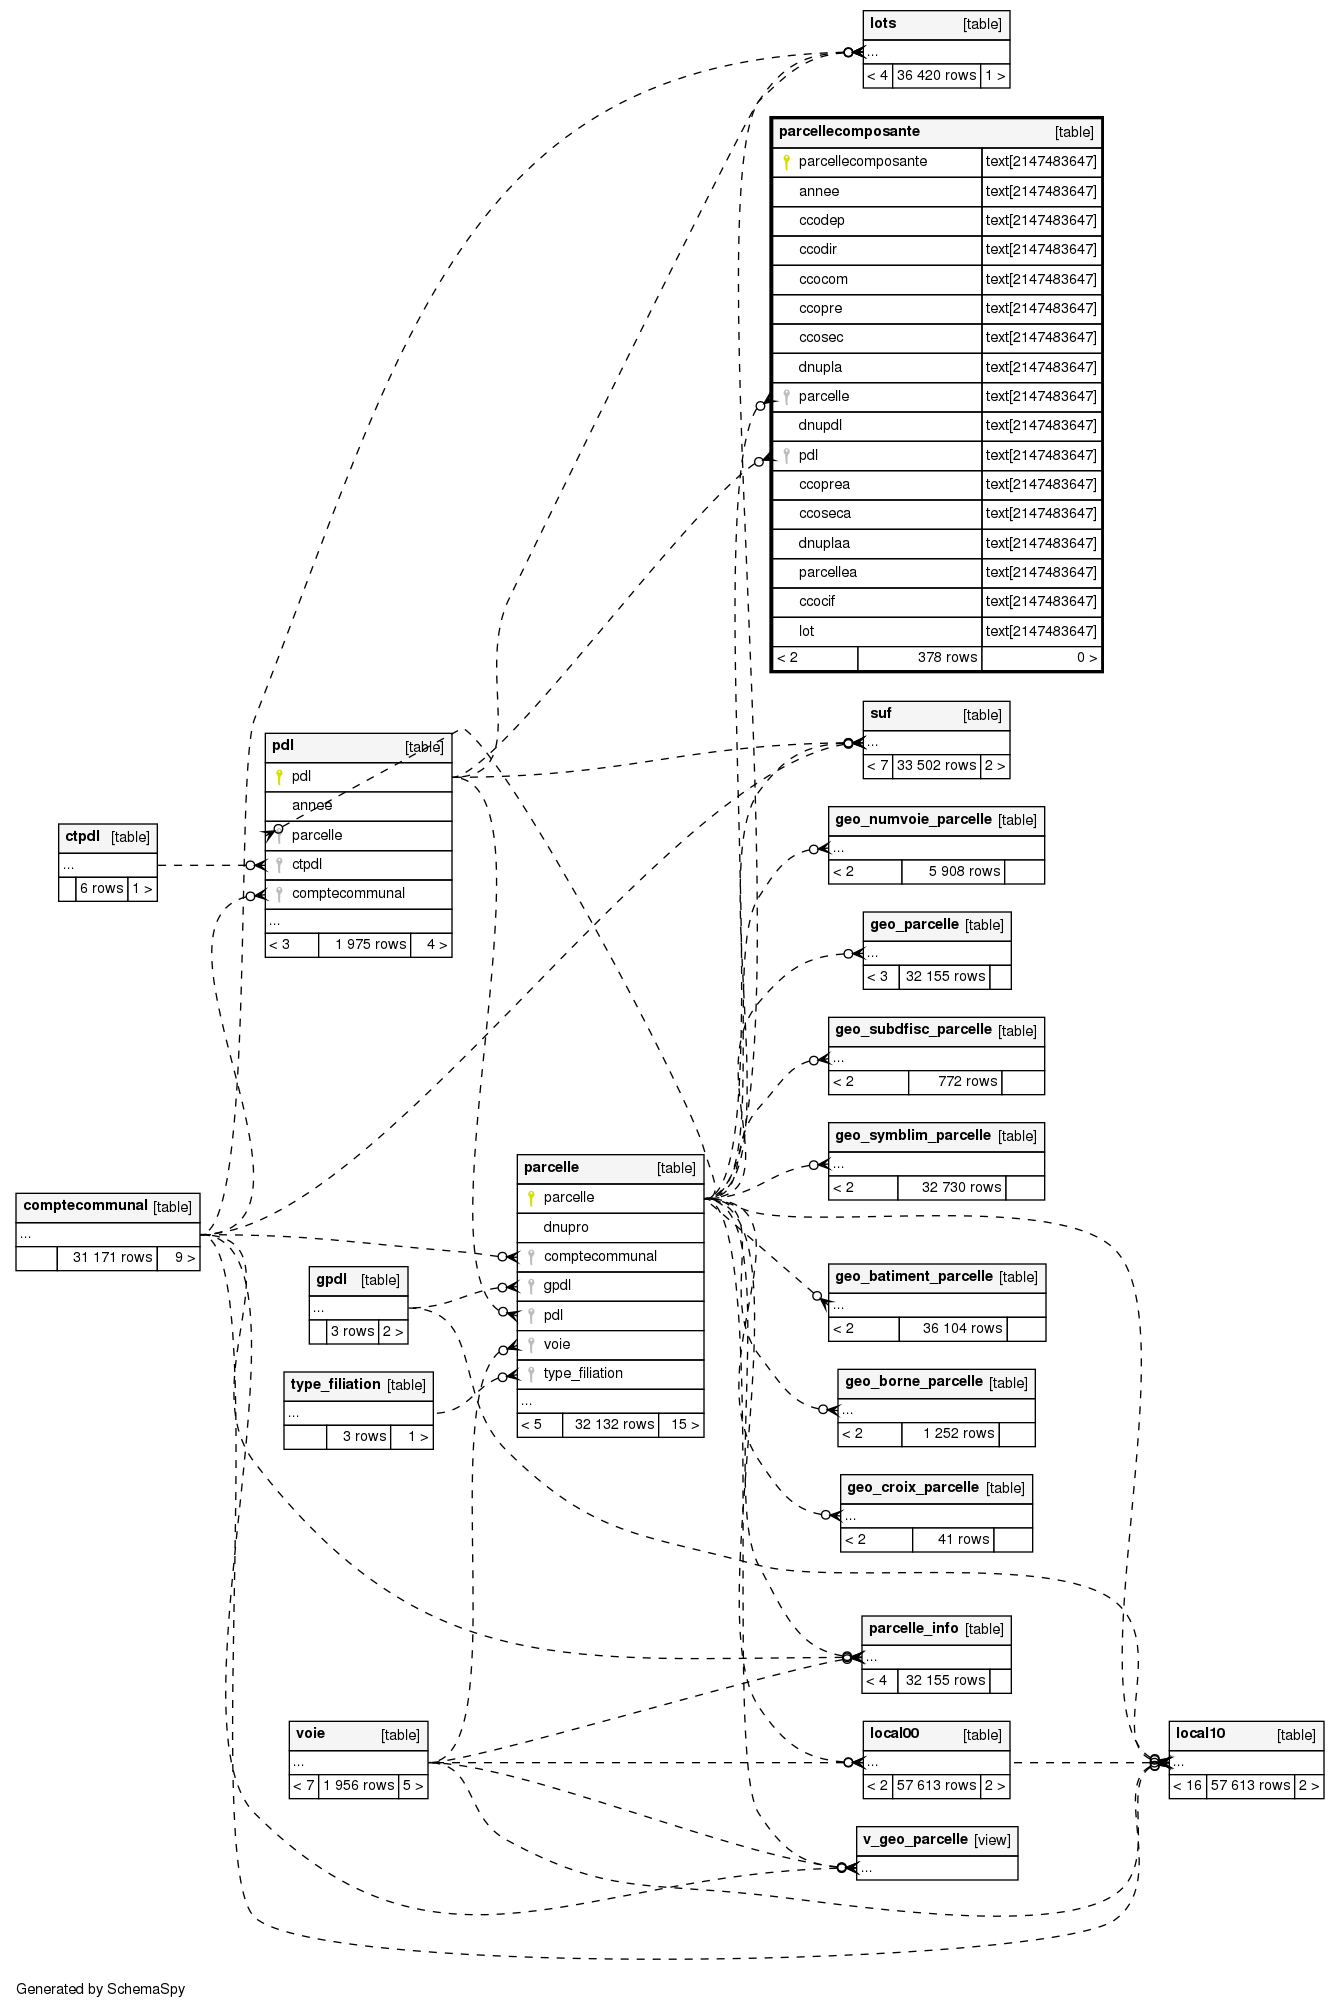 lots [table]
...
< 4 36 420 rows 1 >
parcellecomposante [table]
parcellecomposante text[2147483647]
annee text[2147483647]
ccodep text[2147483647]
ccodir text[2147483647]
ccocom text[2147483647]
ccopre text[2147483647]
ccosec text[2147483647]
dnupla text[2147483647]
parcelle text[2147483647]
dnupdl text[2147483647]
pdl text[2147483647]
ccoprea text[2147483647]
ccoseca text[2147483647]
dnuplaa text[2147483647]
parcellea text[2147483647]
ccocif text[2147483647]
lot text[2147483647]
< 2 378 rows 0 >
suf [table]
...
< 7 33 502 rows 2 >
pdl [table]
pdl
annee
parcelle
ctpdl
comptecommunal
...
< 3 1 975 rows 4 >
ctpdl [table]
...
6 rows 1 >
geo_numvoie_parcelle [table]
...
< 2 5 908 rows
geo_parcelle [table]
...
< 3 32 155 rows
geo_subdfisc_parcelle [table]
...
< 2 772 rows
geo_symblim_parcelle [table]
...
< 2 32 730 rows
parcelle [table]
parcelle
dnupro
comptecommunal
gpdl
pdl
voie
type_filiation
...
< 5 32 132 rows 15 >
comptecommunal [table]
...
31 171 rows 9 >
gpdl [table]
...
3 rows 2 >
type_filiation [table]
...
3 rows 1 >
geo_batiment_parcelle [table]
...
< 2 36 104 rows
geo_borne_parcelle [table]
...
< 2 1 252 rows
geo_croix_parcelle [table]
...
< 2 41 rows
parcelle_info [table]
...
< 4 32 155 rows
voie [table]
...
< 7 1 956 rows 5 >
local00 [table]
...
< 2 57 613 rows 2 >
local10 [table]
...
< 16 57 613 rows 2 >
v_geo_parcelle [view]
...
Generated by SchemaSpy